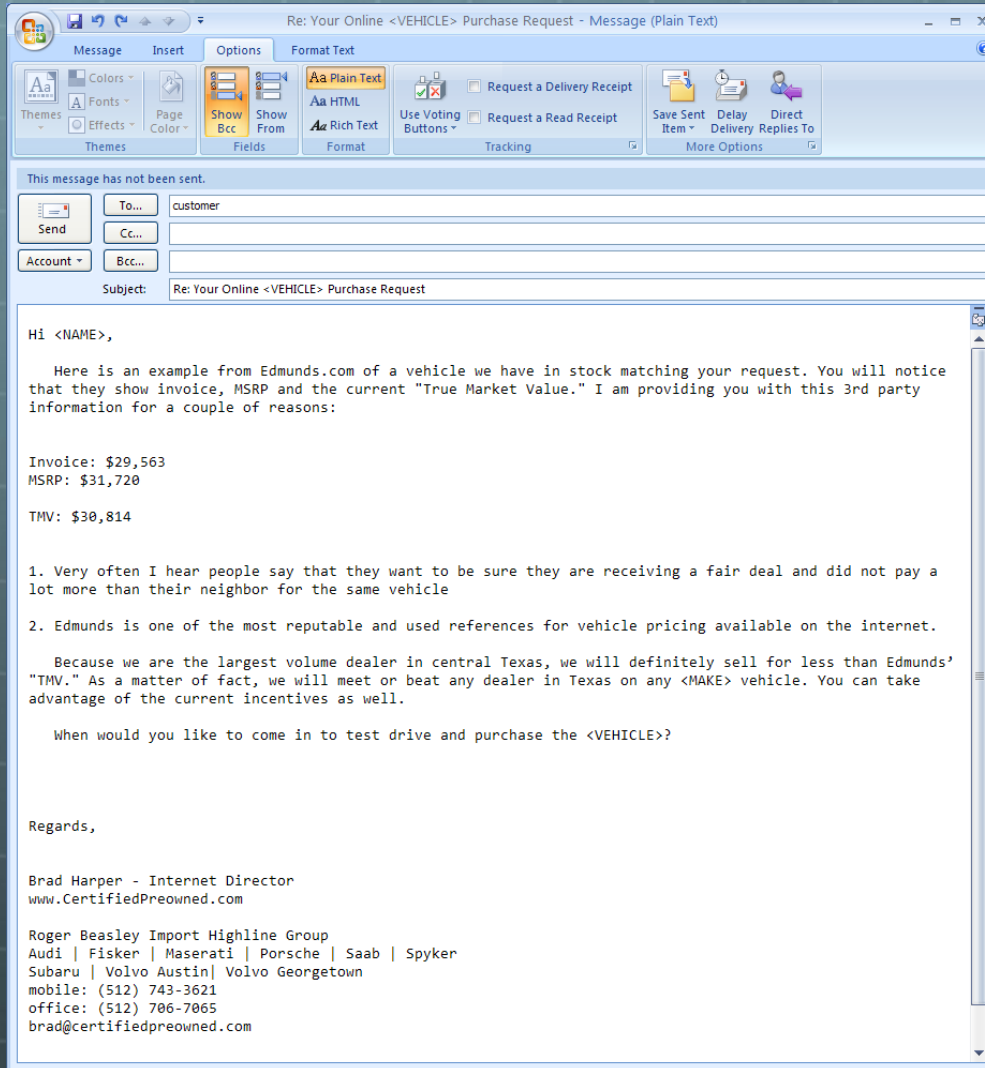 Re: Your Online <VEHICLE> Purchase Request - Message (Plain Text)
Message Insert Options Format Text
Themes
Colors
Fonts
Effects
Page Color
Themes
Show Bcc
Show From
Fields
Aa Plain Text
Aa HTML
Aa Rich Text
Format
Use Voting Buttons
Request a Delivery Receipt
Request a Read Receipt
Tracking
Save Sent Item
Delay Delivery
Direct Replies To
More Options
This message has not been sent.
Send
Account
To... customer
Cc...
Bcc...
Subject: Re: Your Online <VEHICLE> Purchase Request
Hi <NAME>,
Here is an example from Edmunds.com of a vehicle we have in stock matching your request. You will notice
that they show invoice, MSRP and the current "True Market Value." I am providing you with this 3rd party
information for a couple of reasons:
Invoice: $29,563
MSRP: $31,720
TMV: $30,814
1. Very often I hear people say that they want to be sure they are receiving a fair deal and did not pay a
lot more than their neighbor for the same vehicle
2. Edmunds is one of the most reputable and used references for vehicle pricing available on the internet.
Because we are the largest volume dealer in central Texas, we will definitely sell for less than Edmunds’
"TMV." As a matter of fact, we will meet or beat any dealer in Texas on any <MAKE> vehicle. You can take
advantage of the current incentives as well.
When would you like to come in to test drive and purchase the <VEHICLE>?
Regards,
Brad Harper - Internet Director
www.CertifiedPreowned.com
Roger Beasley Import Highline Group
Audi | Fisker | Maserati | Porsche | Saab | Spyker
Subaru | Volvo Austin| Volvo Georgetown
mobile: (512) 743-3621
office: (512) 706-7065
brad@certifiedpreowned.com